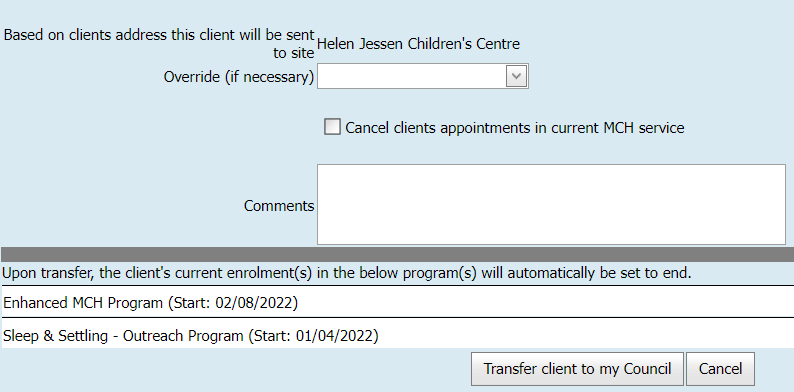 Based on clients address this client will be sent
to site
Helen Jessen Children's Centre
Override (if necessary)
Cancel clients appointments in current MCH service
Comments
Upon transfer, the client's current enrolment(s) in the below program(s) will automatically be set to end.
Enhanced MCH Program (Start: 02/08/2022)
Sleep & Settling - Outreach Program (Start: 01/04/2022)
Transfer client to my Council Cancel